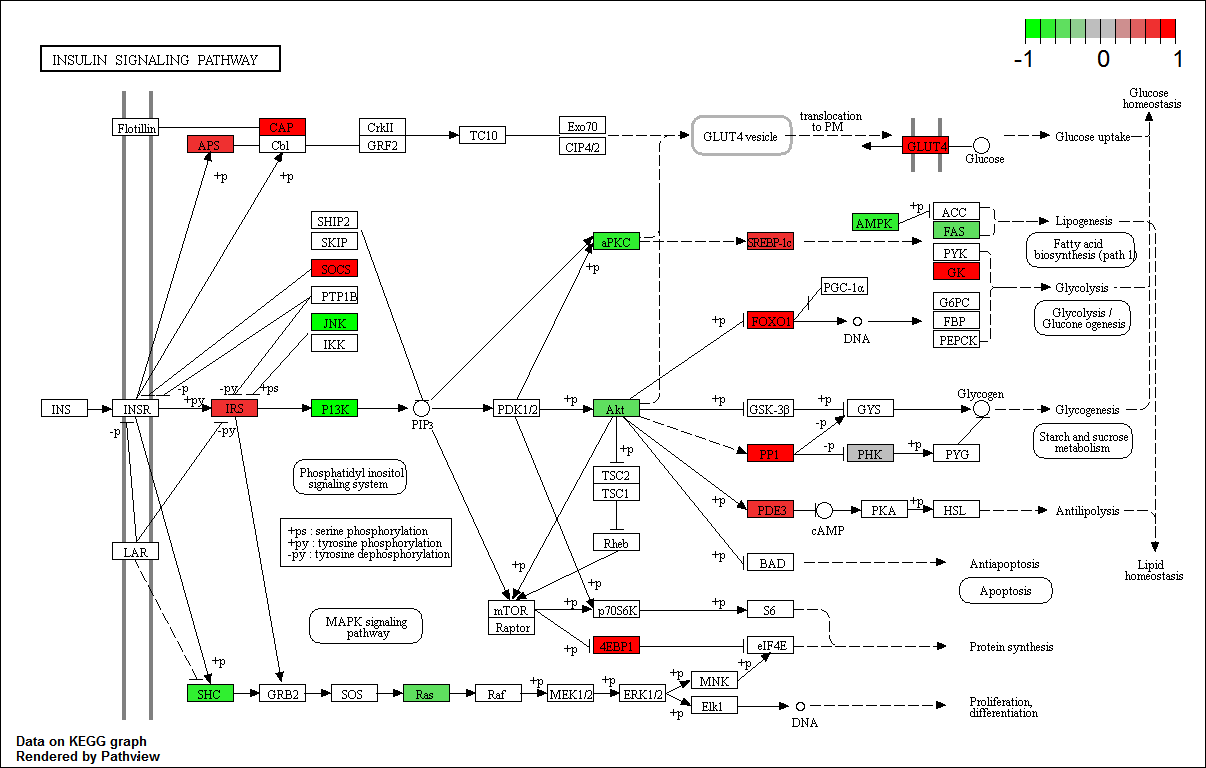 -1 0 1
INSULIN SIGNALING PATHWAY
Glucose
homeostasis
Flotillin
CAP
CrkII
Exo70
translocation
to PM
APS
Cbl
GRF2
TC10
CIP4/2
GLUT4 vesicle
GLUT4
Glucose
Glucose uptake
+p
+p
SHIP2
SKIP
SOCS
PTP1B
JNK
IKK
aPKC
+p
SREBP-1c
AMPK
+p
ACC
FAS
Lipogenesis
Fatty acid
biosynthesis (path 1)
PYK
GK
Glycolysis
PGC-1α
G6PC
FBP
PEPCK
Glycolysis /
Glucone ogenesis
+p
FOXO1
DNA
-p
+py
-py
+ps
INS
INSR
IRS
P13K
PIP3
PDK1/2
+p
Akt
+p
GSK-3β
+p
GYS
Glycogen
Glycogenesis
-p
-py
-p
Starch and sucrose
metabolism
PP1
-p
PHK
+p
PYG
+p
TSC2
TSC1
Phosphatidyl inositol
signaling system
+p
PDE3
cAMP
PKA
+p
HSL
Antilipolysis
+ps : serine phosphorylation
+py : tyrosine phosphorylation
-py : tyrosine dephosphorylation
LAR
Rheb
+p
BAD
Antiapoptosis
Lipid
homeostasis
Apoptosis
+p
+p
mTOR
Raptor
+p
p70S6K
+p
S6
MAPK signaling
pathway
+p
4EBP1
eIF4E
Protein synthesis
+p
SHC
GRB2
SOS
Ras
Raf
+p
MEK1/2
+p
ERK1/2
+p
MNK
+p
+p
Elk1
DNA
Proliferation,
differentiation
Data on KEGG graph
Rendered by Pathview